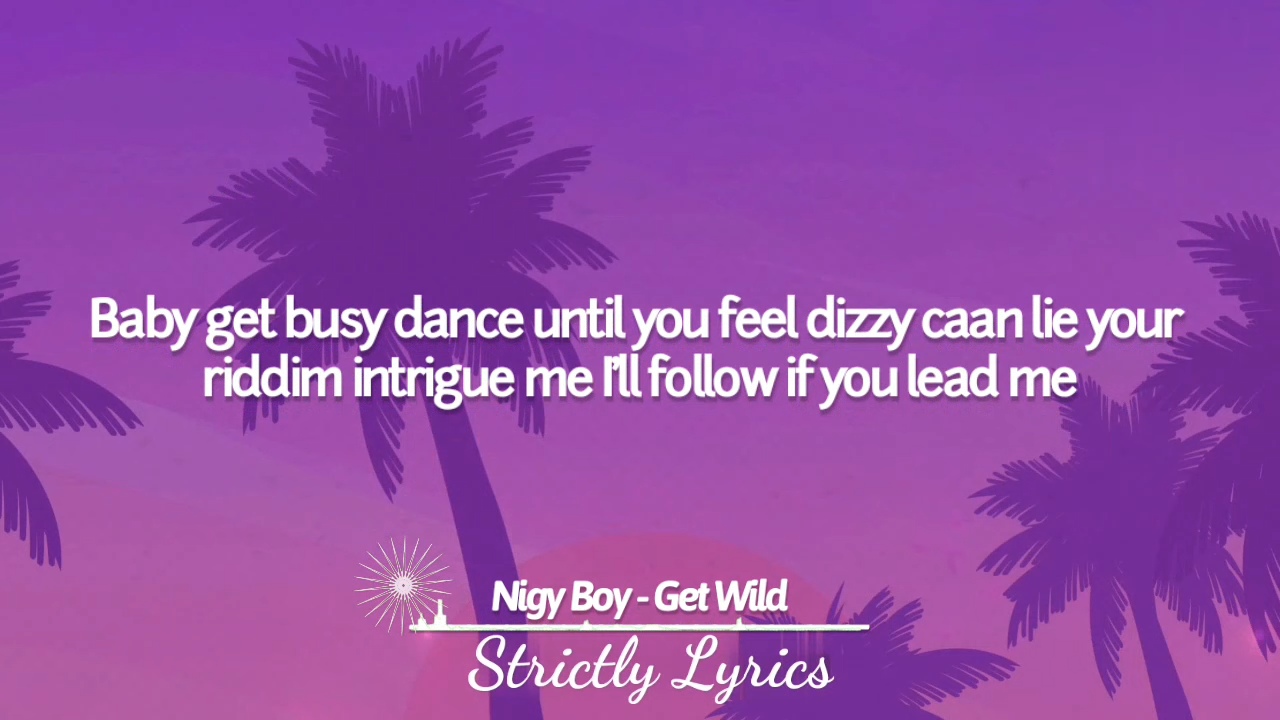 Baby get busy dance until you feel dizzy caan lie your
riddim intrigue me I'll follow if you lead me
Nigy Boy - Get Wild
Strictly Lyrics